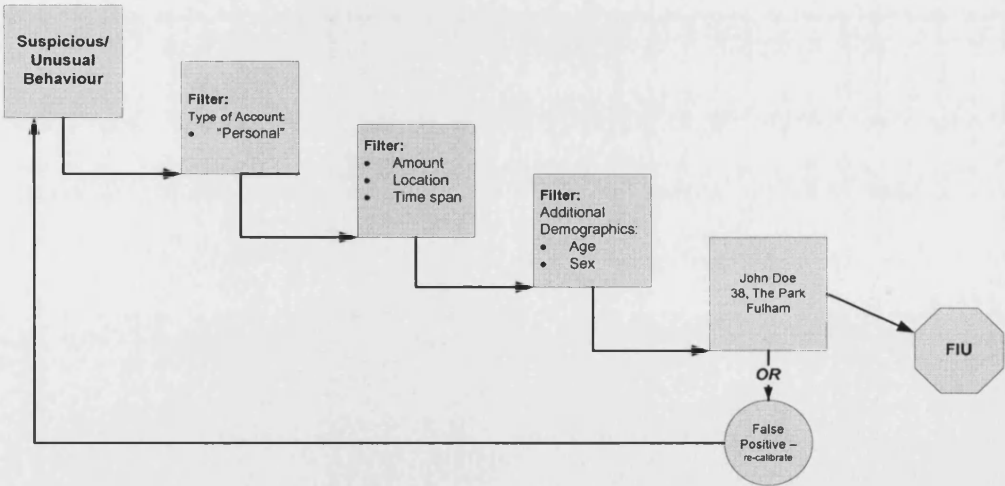 Suspicious/
Unusual
Behaviour
Filter:
Type of Account:
• "Personal"
Filter:
• Amount
• Location
• Time span
Filter:
Additional
Demographics:
• Age
• Sex
John Doe
38, The Park
Fulham
FIU
OR
False
Positive –
re-calibrate